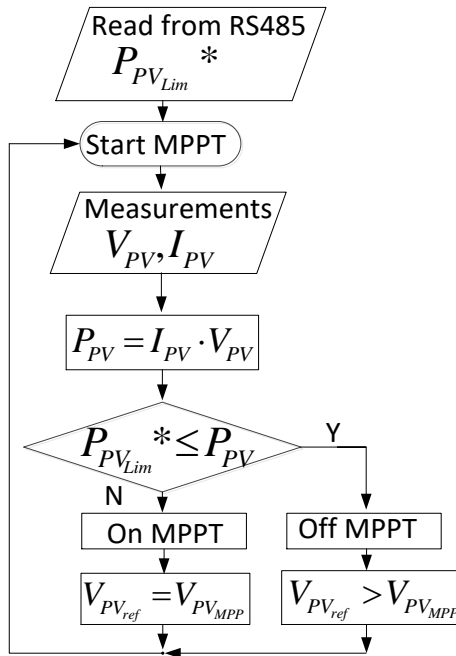 Read from RS485
P_{PV_{Lim}} *
Start MPPT
Measurements
V_{PV}, I_{PV}
P_{PV} = I_{PV} · V_{PV}
P_{PV_{Lim}} * ≤ P_{PV}
Y
N
On MPPT
Off MPPT
V_{PV_{ref}} = V_{PV_{MPP}}
V_{PV_{ref}} > V_{PV_{MPP}}